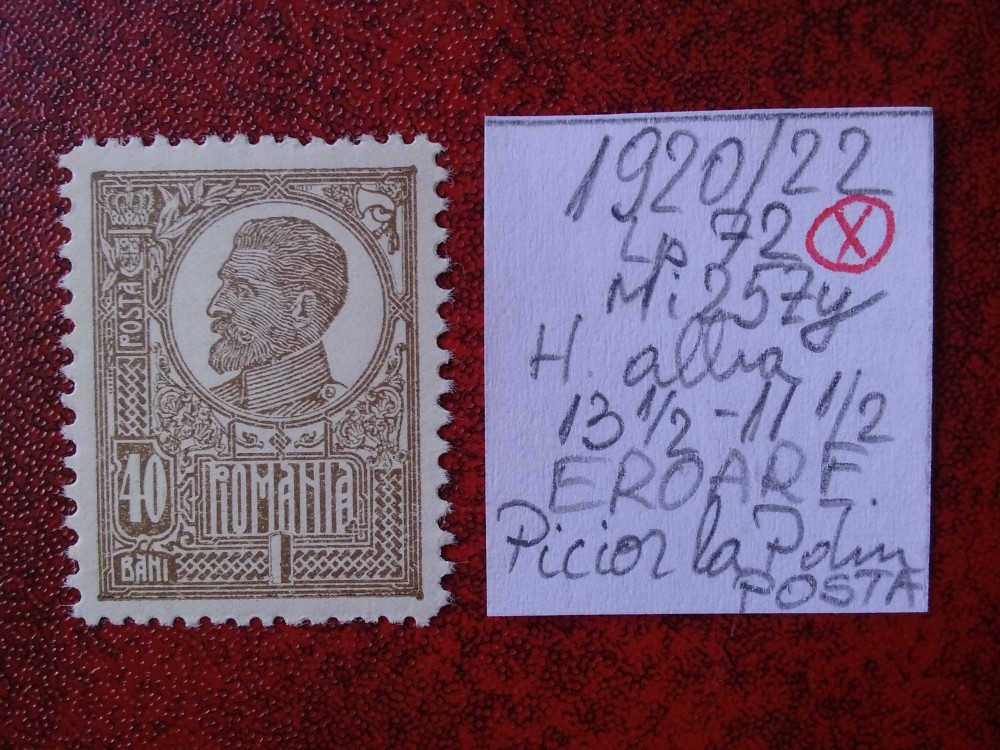 POSTA
40
BANI
ROMANIA
1920/22
Lp 72 X
Mi 257y
H. alba
13 1/2 - 11 1/2
EROARE.
Picior la P din
POSTA